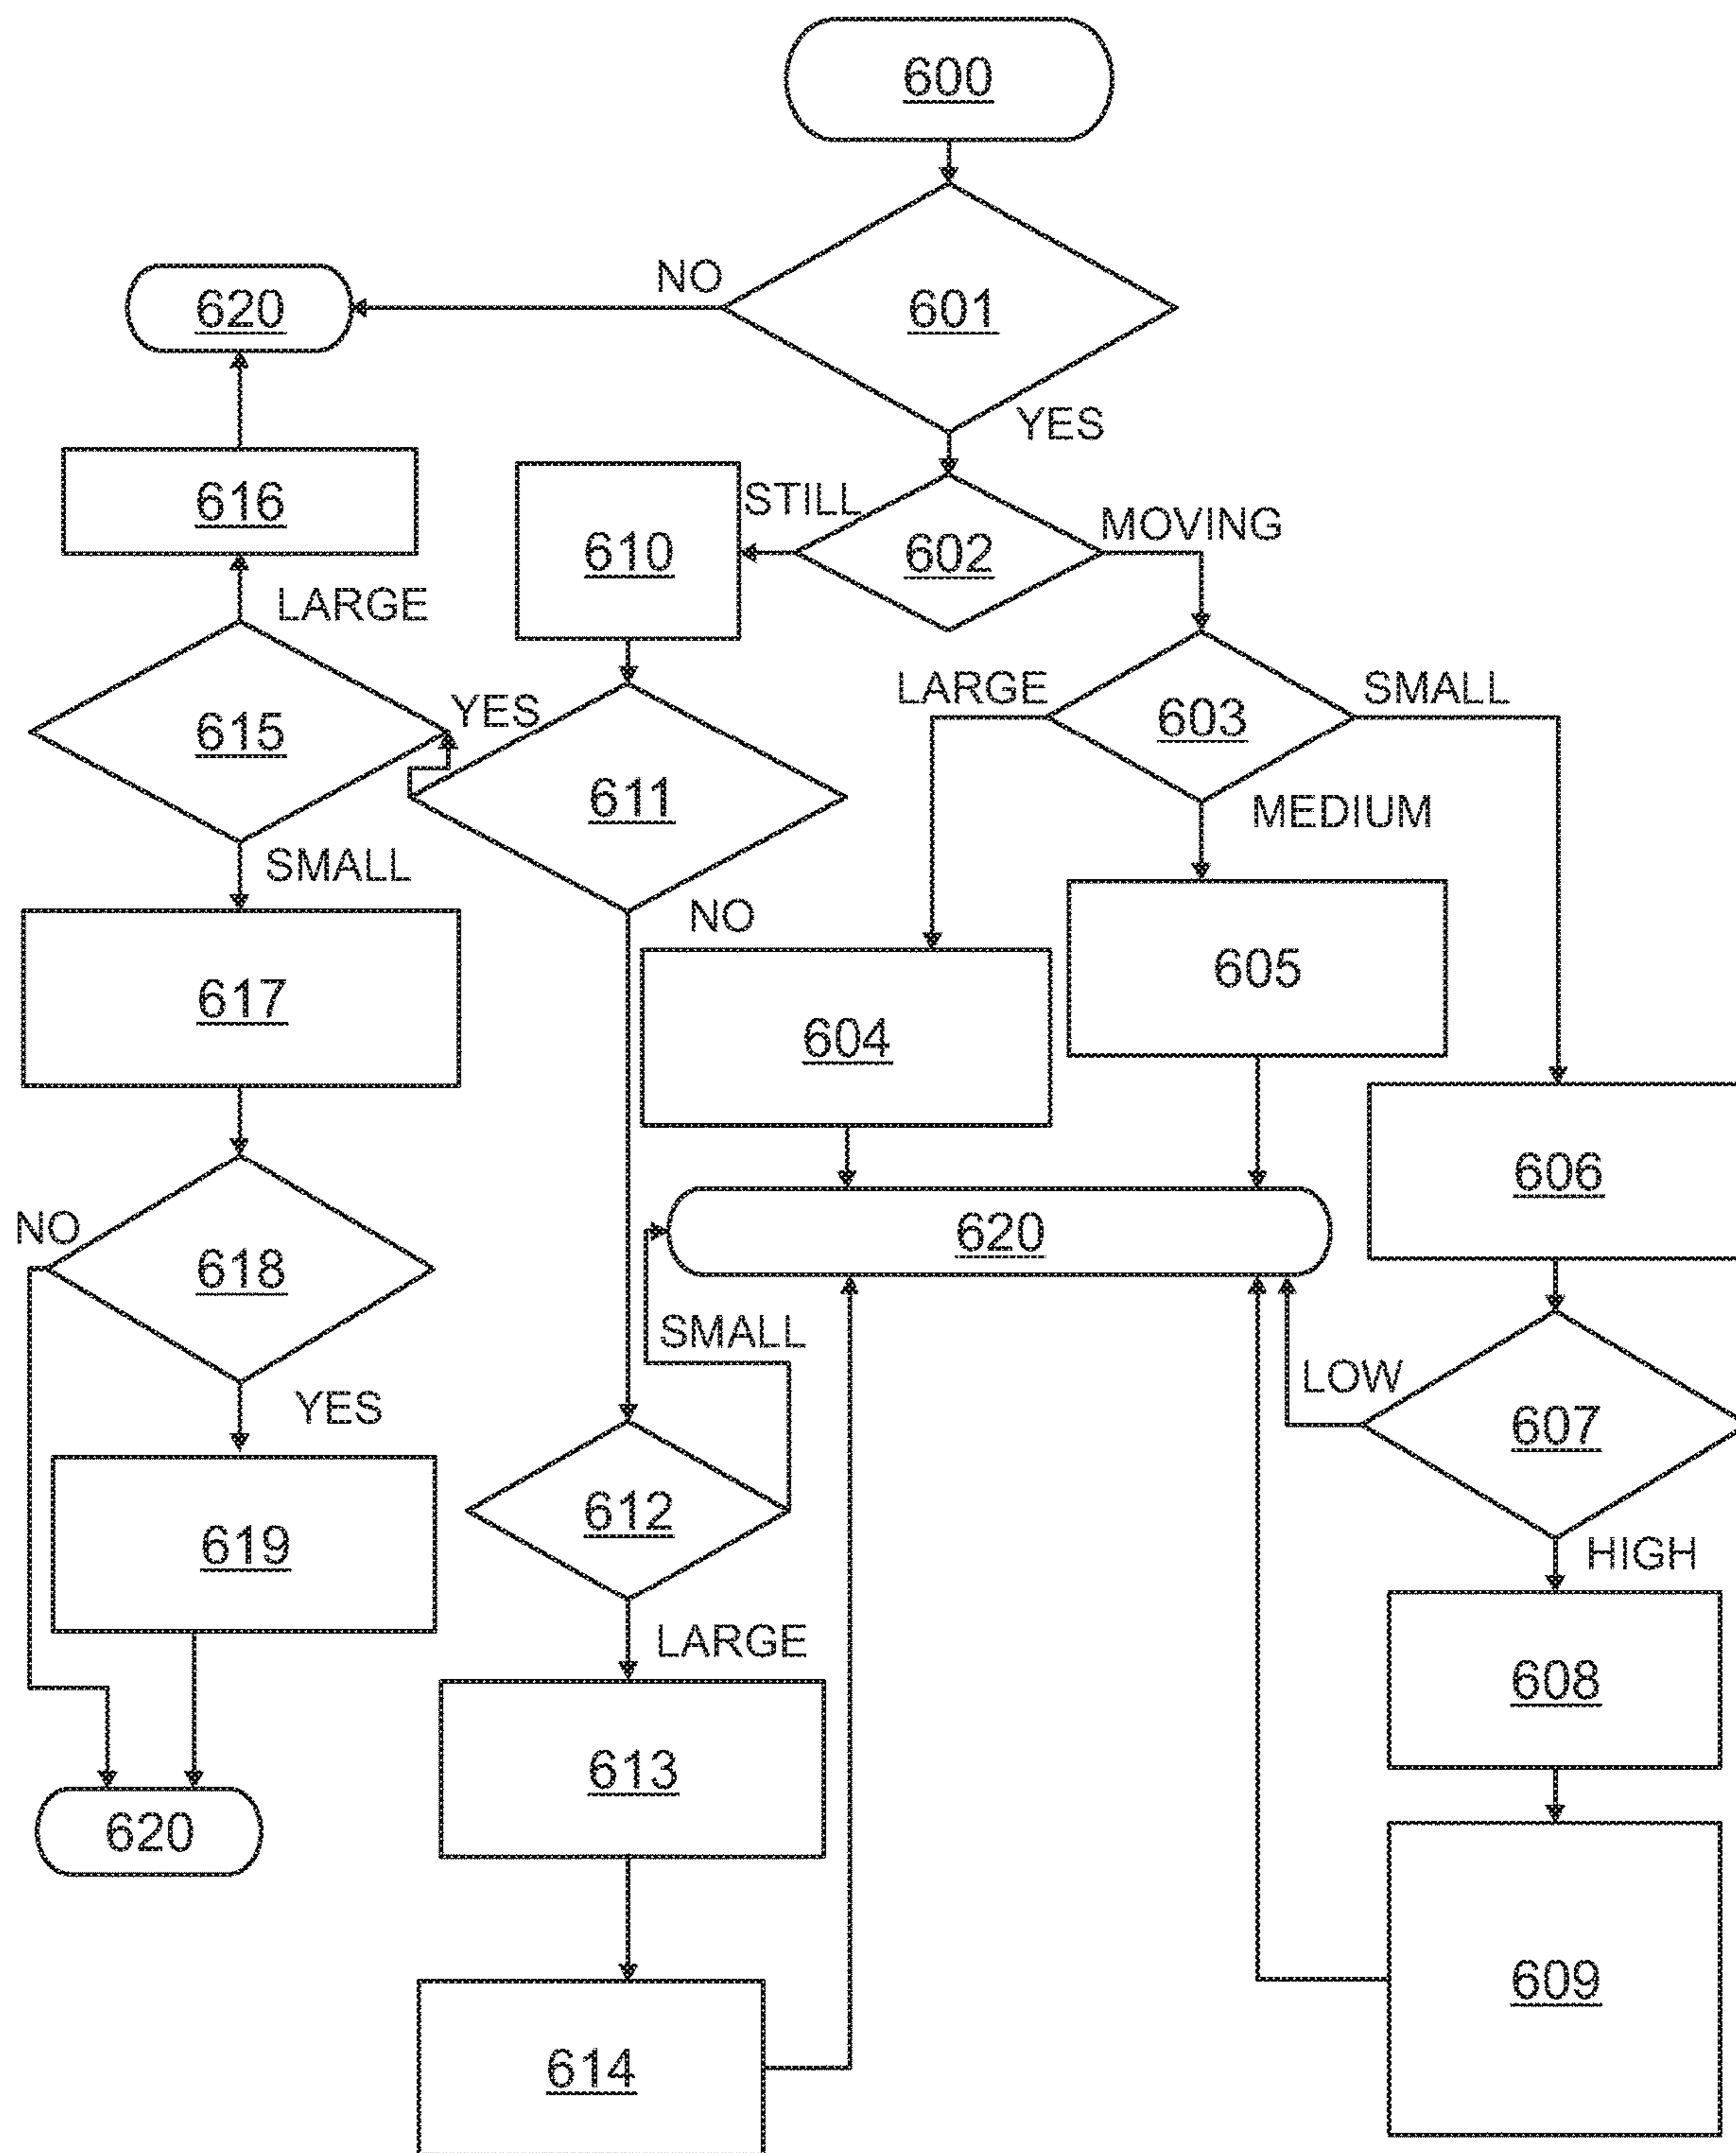 600
NO
620
601
YES
616
STILL
610
602
MOVING
LARGE
615
YES
611
LARGE
603
SMALL
MEDIUM
SMALL
NO
617
604
605
606
NO
618
620
SMALL
LOW
607
YES
619
612
HIGH
LARGE
608
613
620
609
614